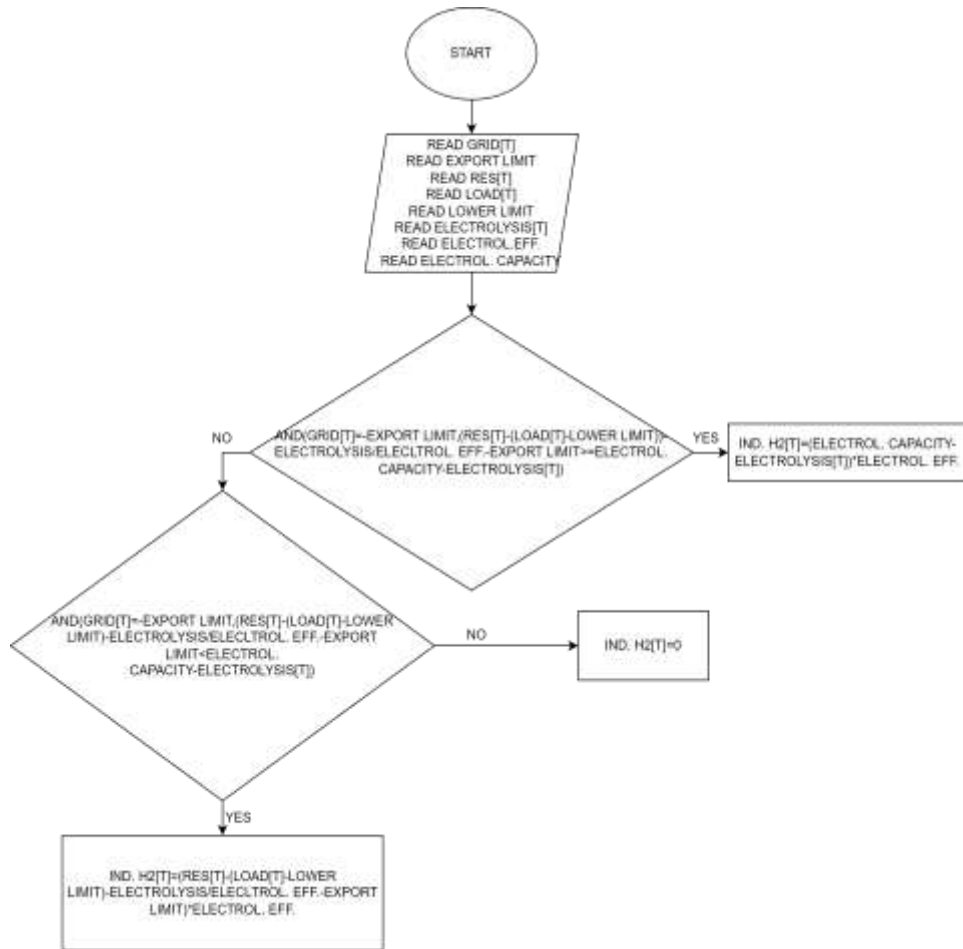 START
READ GRID[T]
READ EXPORT LIMIT
READ RES[T]
READ LOAD[T]
READ LOWER LIMIT
READ ELECTROLYSIS[T]
READ ELECTROL.EFF.
READ ELECTROL. CAPACITY
AND(GRID[T]=-EXPORT LIMIT,(RES[T]-(LOAD[T]-LOWER LIMIT))-
ELECTROLYSIS/ELECLTROL. EFF.-EXPORT LIMIT>=ELECTROL.
CAPACITY-ELECTROLYSIS[T])
NO
YES
IND. H2[T]=(ELECTROL. CAPACITY-
ELECTROLYSIS[T])*ELECTROL. EFF.
AND(GRID[T]=-EXPORT LIMIT,(RES[T]-(LOAD[T]-LOWER
LIMIT)-ELECTROLYSIS/ELECLTROL. EFF.-EXPORT
LIMIT<ELECTROL.
CAPACITY-ELECTROLYSIS[T])
NO
IND. H2[T]=0
YES
IND. H2[T]=(RES[T]-(LOAD[T]-LOWER
LIMIT)-ELECTROLYSIS/ELECLTROL. EFF.-EXPORT
LIMIT)*ELECTROL. EFF.